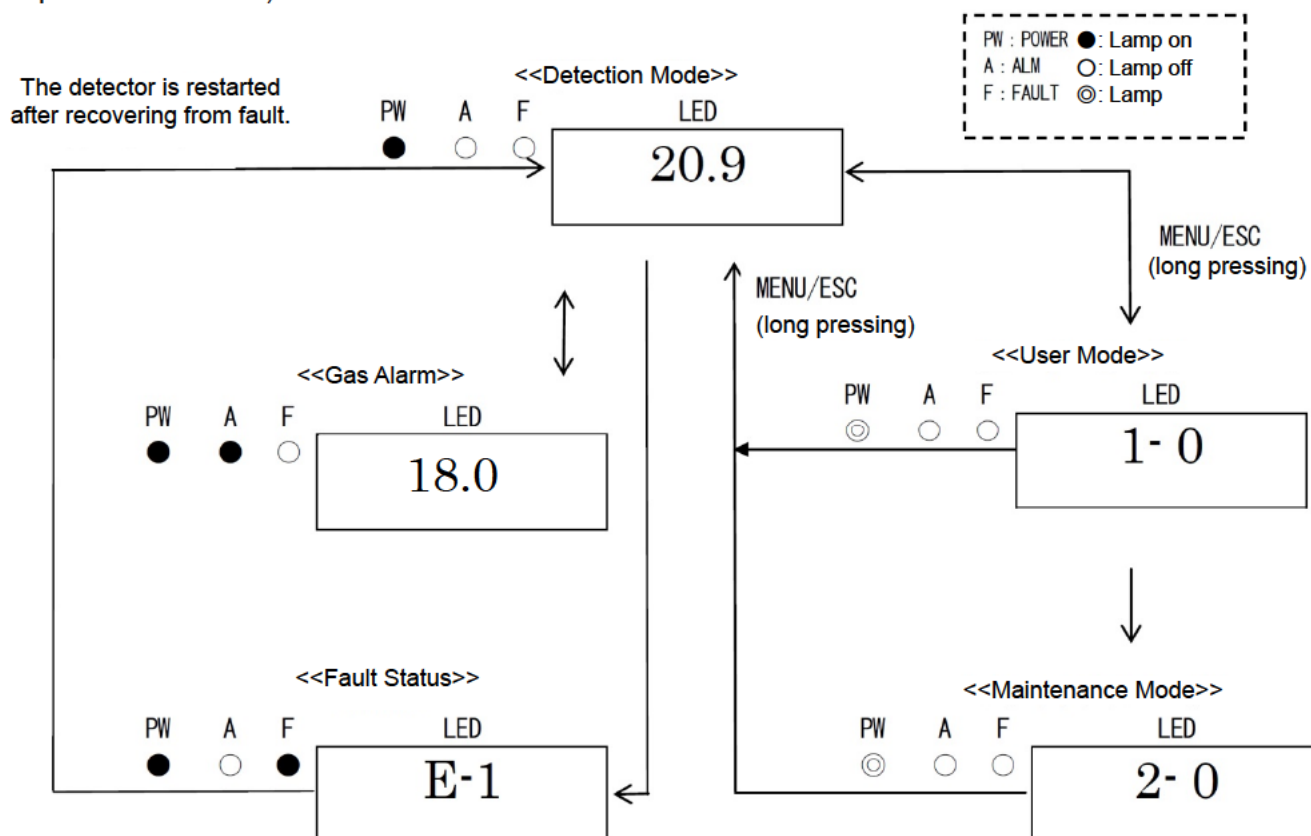 PW : POWER ●: Lamp on
A : ALM ○: Lamp off
F : FAULT ◎: Lamp
The detector is restarted
after recovering from fault.
<<Detection Mode>>
PW A F LED
20.9
MENU/ESC
(long pressing)
MENU/ESC
(long pressing)
<<Gas Alarm>>
PW A F LED
18.0
<<User Mode>>
PW A F LED
1- 0
<<Fault Status>>
PW A F LED
E-1
<<Maintenance Mode>>
PW A F LED
2- 0